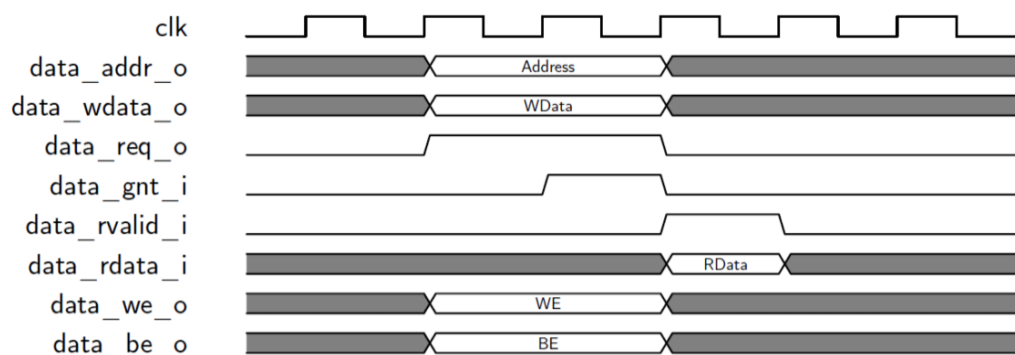 clk
data_addr_o
Address
data_wdata_o
WData
data_req_o
data_gnt_i
data_rvalid_i
data_rdata_i
RData
data_we_o
WE
data_be_o
BE